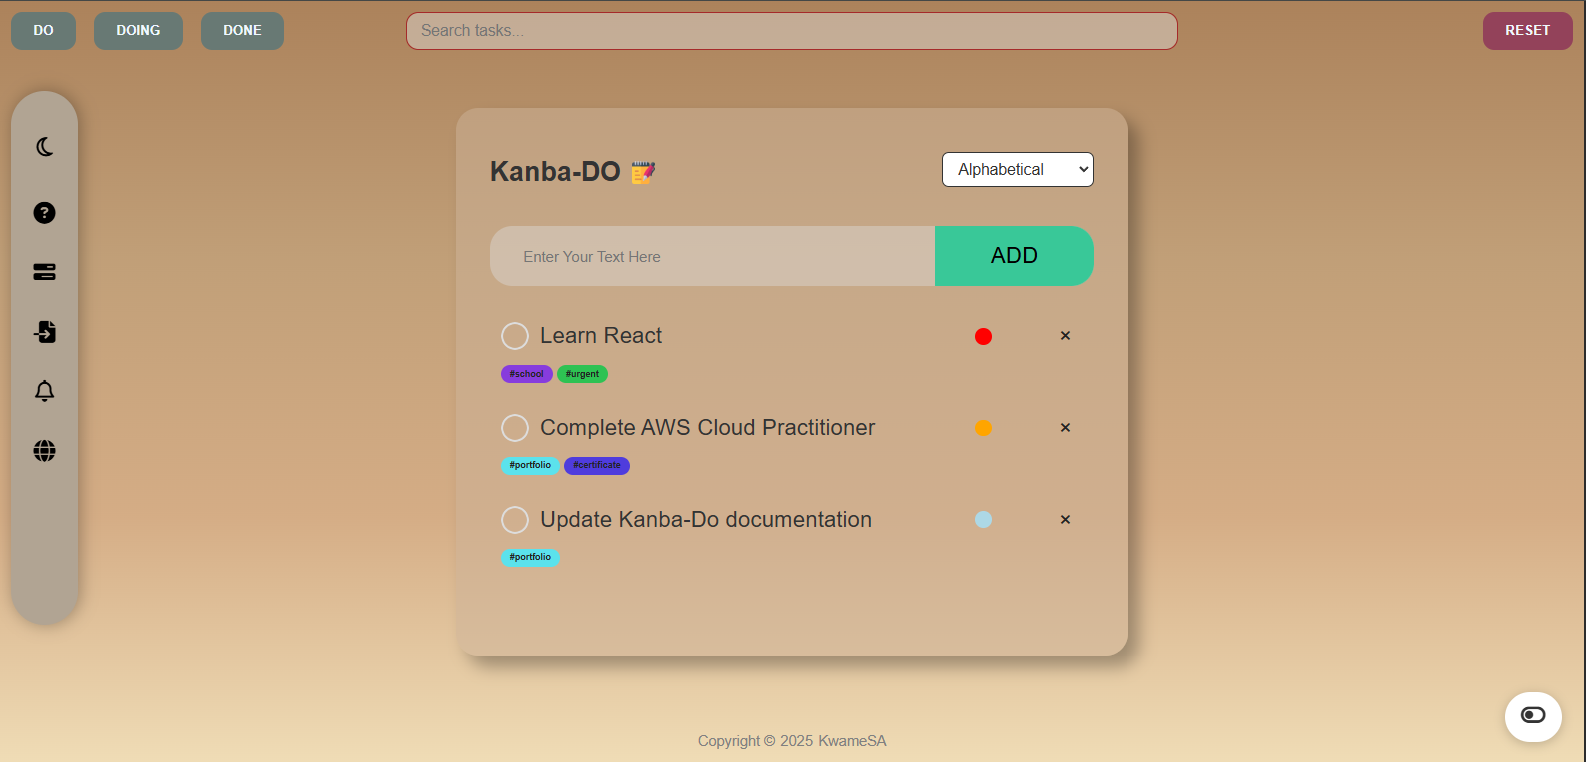 DO
DOING
DONE
Search tasks...
RESET
Kanba-DO
Alphabetical
Enter Your Text Here
ADD
Learn React
#school #urgent
Complete AWS Cloud Practitioner
#portfolio #certificate
Update Kanba-Do documentation
#portfolio
Copyright © 2025 KwameSA